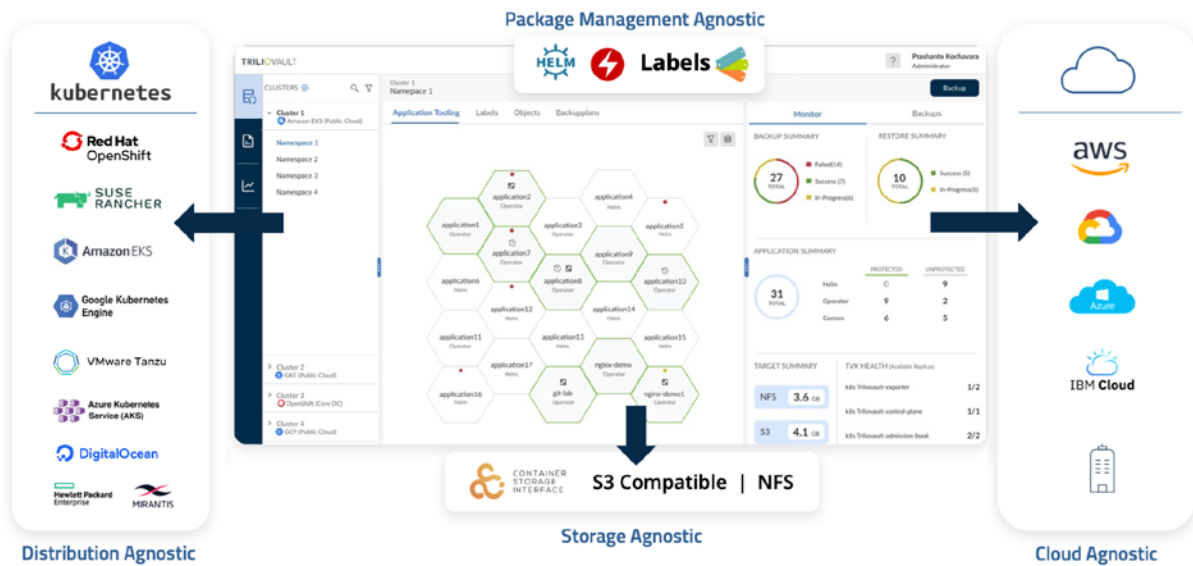 Package Management Agnostic
HELM
Labels
kubernetes
Red Hat
OpenShift
SUSE
RANCHER
Amazon EKS
Google Kubernetes
Engine
VMware Tanzu
Azure Kubernetes
Service (AKS)
DigitalOcean
Hewlett Packard
Enterprise
MIRANTIS
Distribution Agnostic
TRILIOVAULT
?
Prashanta Kochavara
Administrator
CLUSTERS
Cluster 1
Amazon EKS (Public Cloud)
Namespace 1
Namespace 2
Namespace 3
Namespace 4
Cluster 2
GKE (Public Cloud)
Cluster 3
OpenShift (Core DC)
Cluster 4
GCP (Public Cloud)
Cluster 1
Namespace 1
Backup
Application Tooling
Labels
Objects
Backupplans
application2
Operator
application4
Helm
application1
Operator
application3
Operator
application5
Helm
application7
Operator
application9
Operator
application6
Helm
application8
Operator
application10
Operator
application12
Helm
application14
Helm
application11
Operator
application13
Helm
application15
Helm
application17
Helm
nginx-demo
Operator
application16
Helm
git-lab
Operator
nginx-demo1
Operator
Monitor
Backups
BACKUP SUMMARY
27
TOTAL
Failed(14)
Success (7)
In-Progress(6)
RESTORE SUMMARY
10
TOTAL
Success (5)
In-Progress(5)
APPLICATION SUMMARY
31
TOTAL
PROTECTED UNPROTECTED
Helm 0 9
Operator 9 2
Custom 6 5
TARGET SUMMARY
NFS 3.6 GB
S3 4.1 GB
TVK HEALTH (Available Replicas)
k8s Triliovault-exporter 1/2
k8s Triliovault-control-plane 1/1
k8s Triliovault-admission-book 2/2
CONTAINER
STORAGE
INTERFACE
S3 Compatible | NFS
Storage Agnostic
aws
Azure
IBM Cloud
Cloud Agnostic